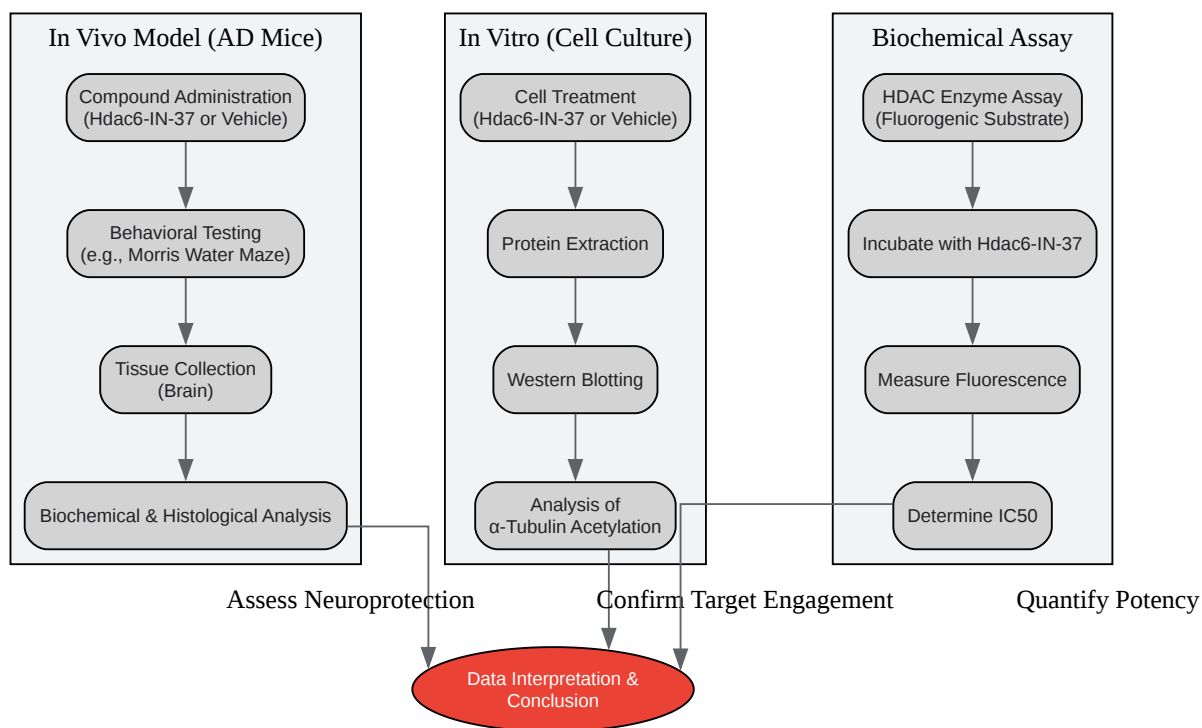 In Vivo Model (AD Mice)
Compound Administration
(Hdac6-IN-37 or Vehicle)
Behavioral Testing
(e.g., Morris Water Maze)
Tissue Collection
(Brain)
Biochemical & Histological Analysis
In Vitro (Cell Culture)
Cell Treatment
(Hdac6-IN-37 or Vehicle)
Protein Extraction
Western Blotting
Analysis of
α-Tubulin Acetylation
Biochemical Assay
HDAC Enzyme Assay
(Fluorogenic Substrate)
Incubate with Hdac6-IN-37
Measure Fluorescence
Determine IC50
Assess Neuroprotection
Confirm Target Engagement
Quantify Potency
Data Interpretation &
Conclusion